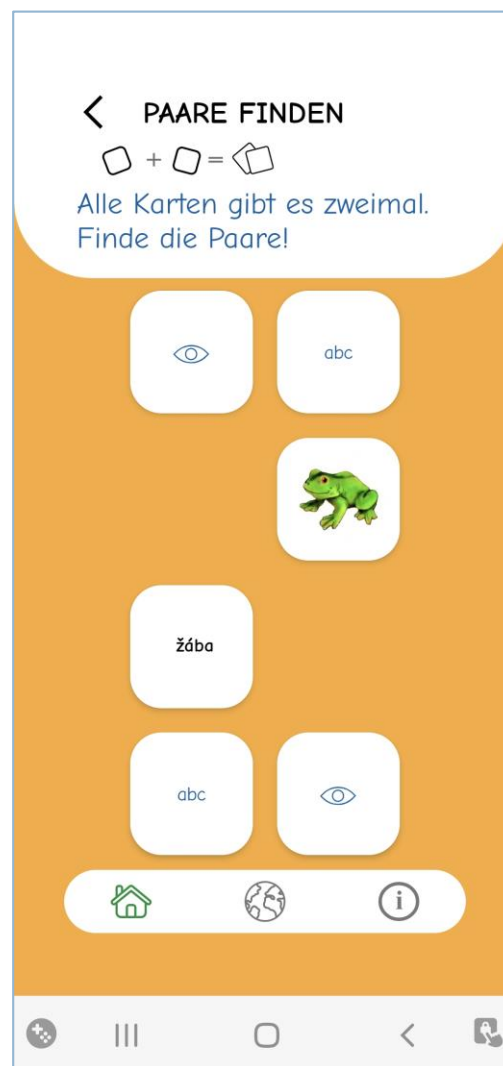 PAARE FINDEN
Alle Karten gibt es zweimal.
Finde die Paare!
abc
žába
abc